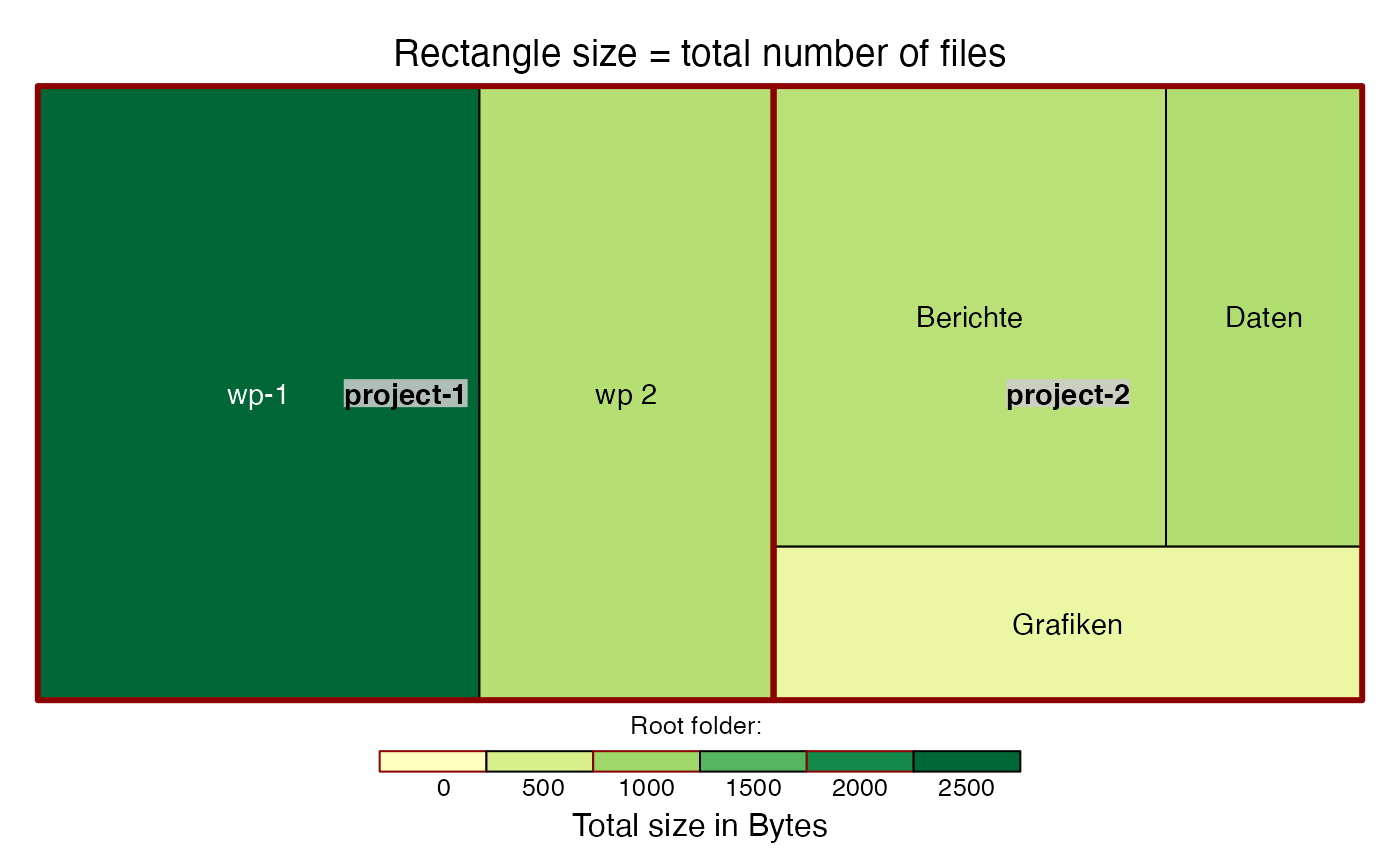 Rectangle size = total number of files
Berichte
Daten
wp-1
project-1
wp 2
project-2
Grafiken
Root folder:
0 500 1000 1500 2000 2500
Total size in Bytes